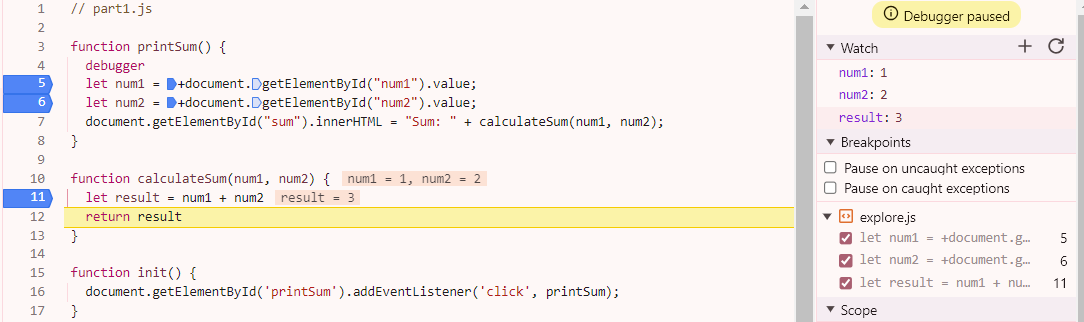 1 // part1.js
2
3 function printSum() {
4   debugger
5   let num1 = +document.getElementById("num1").value;
6   let num2 = +document.getElementById("num2").value;
7   document.getElementById("sum").innerHTML = "Sum: " + calculateSum(num1, num2);
8 }
9
10 function calculateSum(num1, num2) { num1 = 1, num2 = 2
11   let result = num1 + num2 result = 3
12   return result
13 }
14
15 function init() {
16   document.getElementById('printSum').addEventListener('click', printSum);
17 }
Debugger paused
Watch
num1: 1
num2: 2
result: 3
Breakpoints
Pause on uncaught exceptions
Pause on caught exceptions
explore.js
let num1 = +document.g… 5
let num2 = +document.g… 6
let result = num1 + nu… 11
Scope